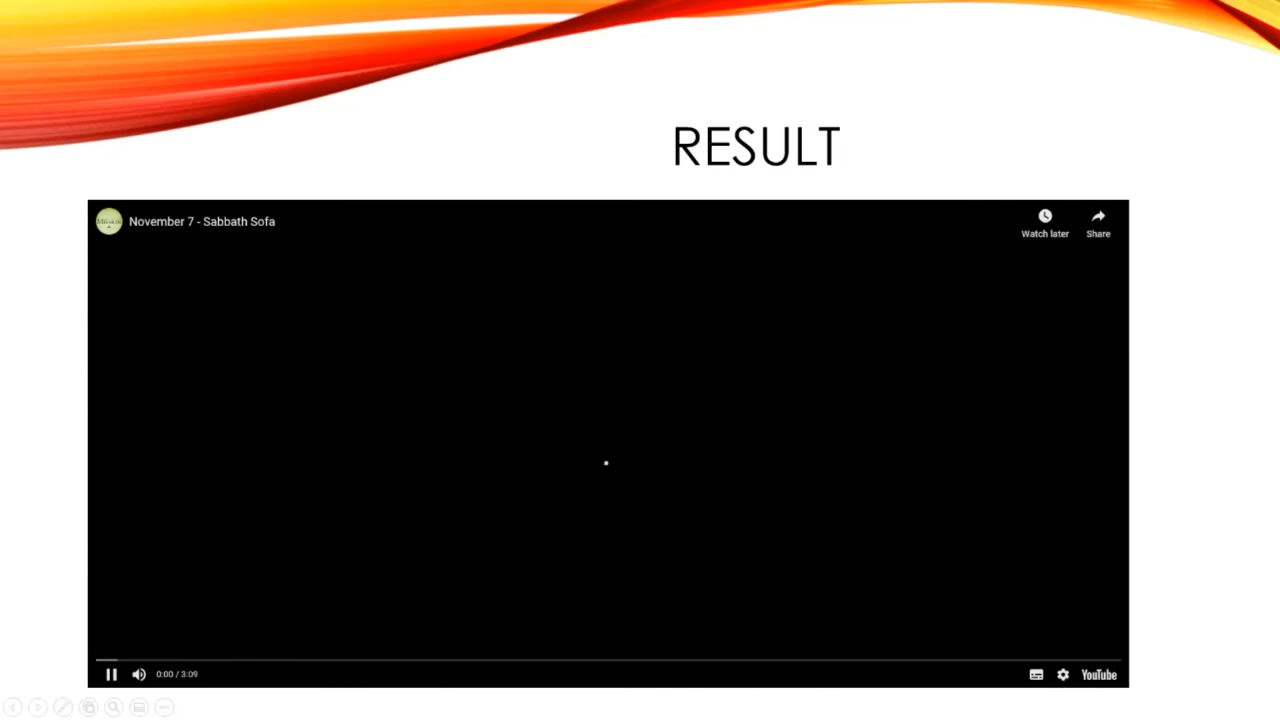 RESULT
November 7 - Sabbath Sofa
Watch later
Share
0:00 / 3:09
YouTube